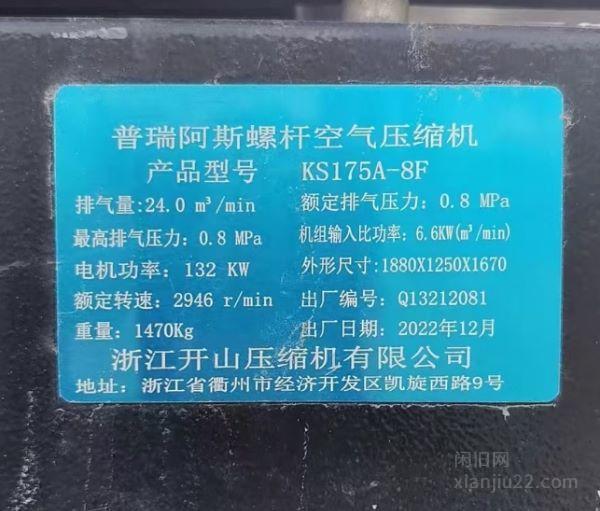 普瑞阿斯螺杆空气压缩机
产品型号 KS175A-8F
排气量:24.0 m³/min 额定排气压力: 0.8 MPa
最高排气压力: 0.8 MPa 机组输入比功率: 6.6KW(m³/min)
电机功率: 132 KW 外形尺寸:1880X1250X1670
额定转速: 2946 r/min 出厂编号: Q13212081
重量: 1470Kg 出厂日期: 2022年12月
浙江开山压缩机有限公司
地址: 浙江省衢州市经济开发区凯旋西路9号
闲旧网
xianjiu22.com